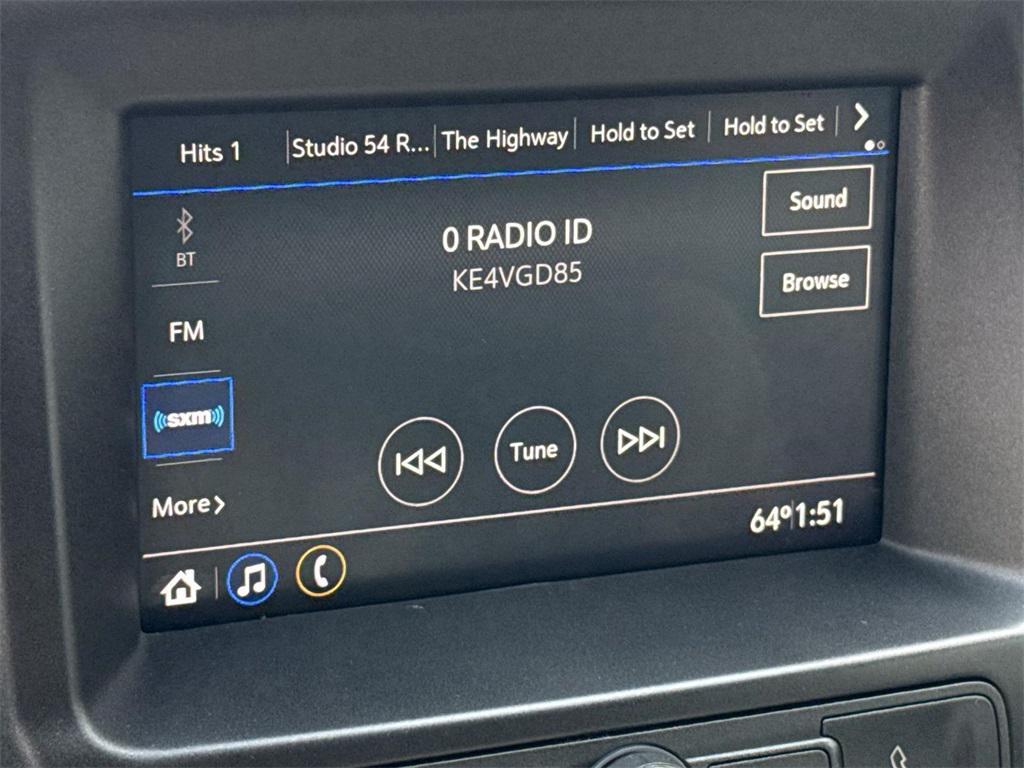 Hits 1
Studio 54 R...
The Highway
Hold to Set
Hold to Set
BT
FM
sxm
More
0 RADIO ID
KE4VGD85
Sound
Browse
Tune
64° 1:51